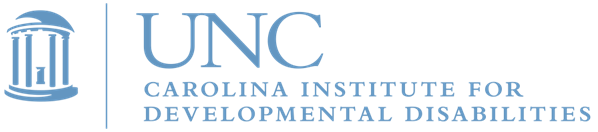 UNC
CAROLINA INSTITUTE FOR
DEVELOPMENTAL DISABILITIES